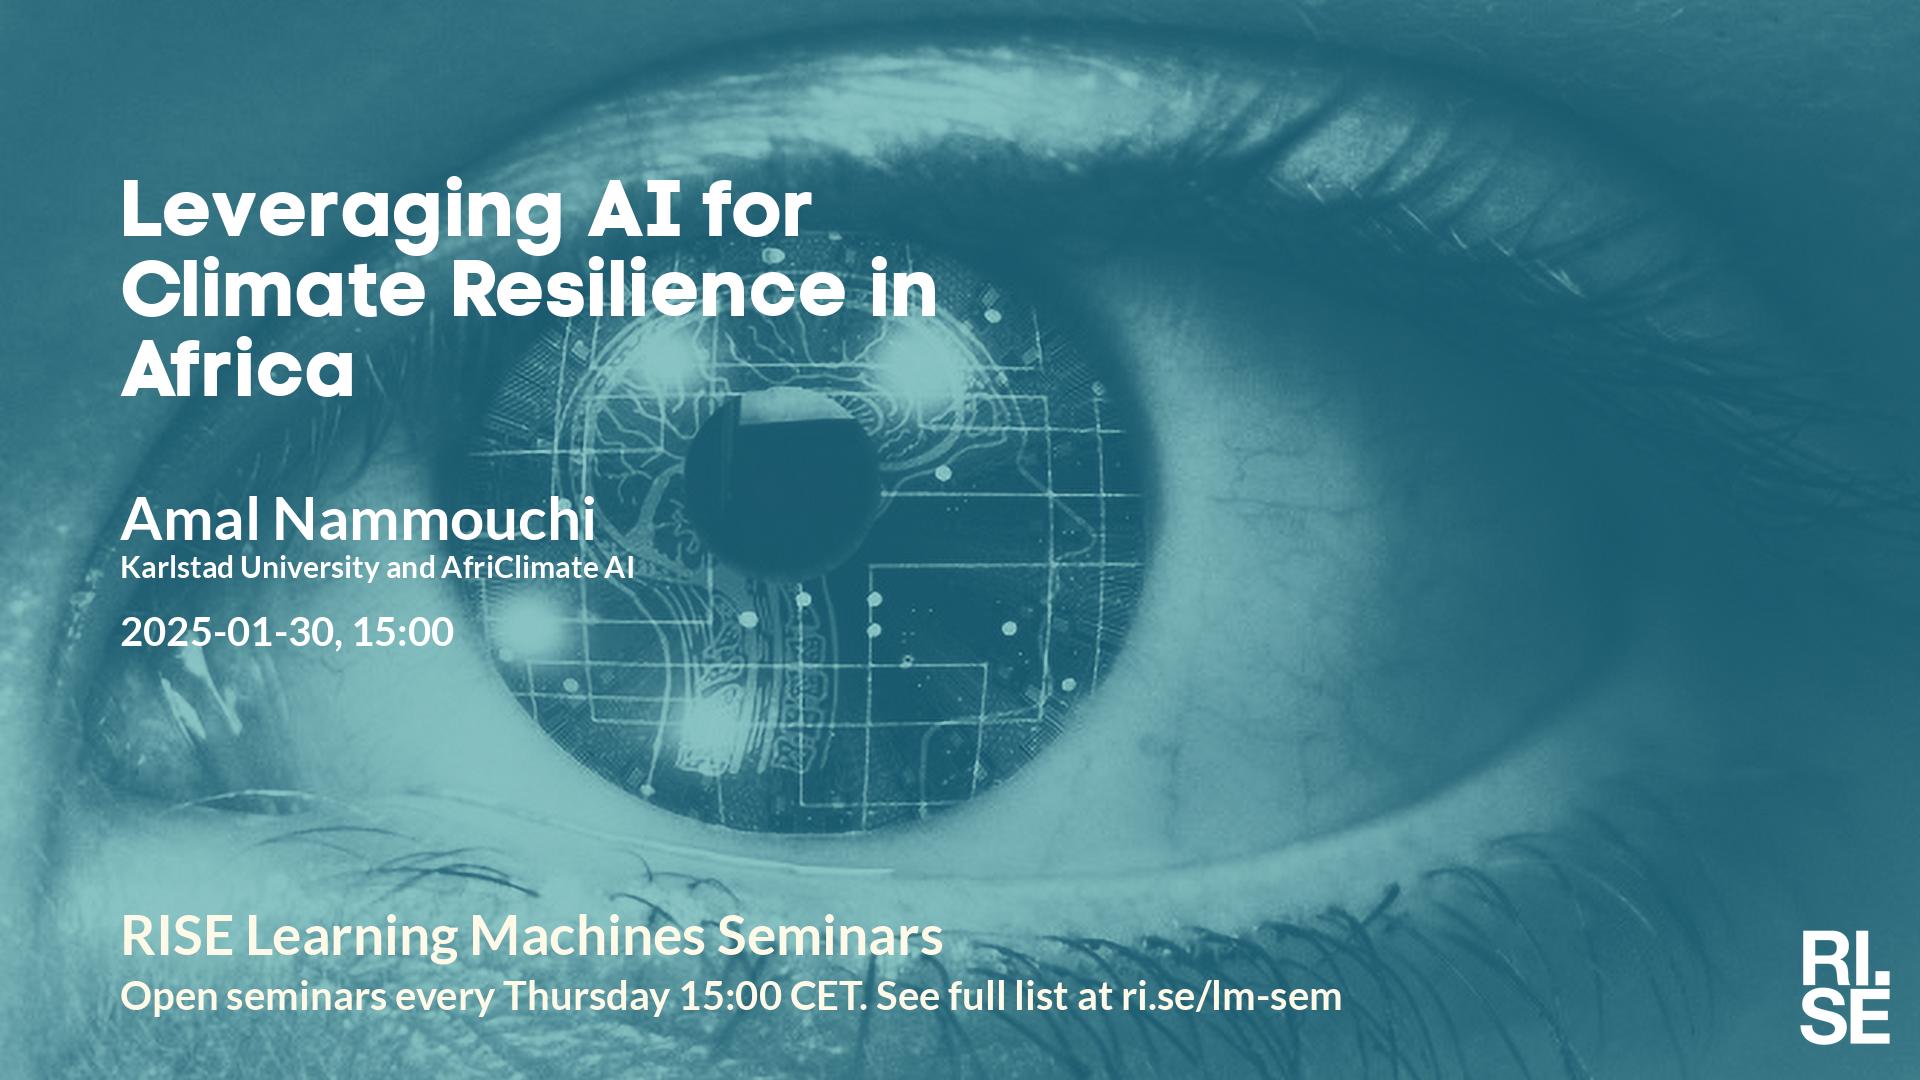 Leveraging AI for
Climate Resilience in
Africa
Amal Nammouchi
Karlstad University and AfriClimate AI
2025-01-30, 15:00
RISE Learning Machines Seminars
Open seminars every Thursday 15:00 CET. See full list at ri.se/lm-sem
RI.
SE